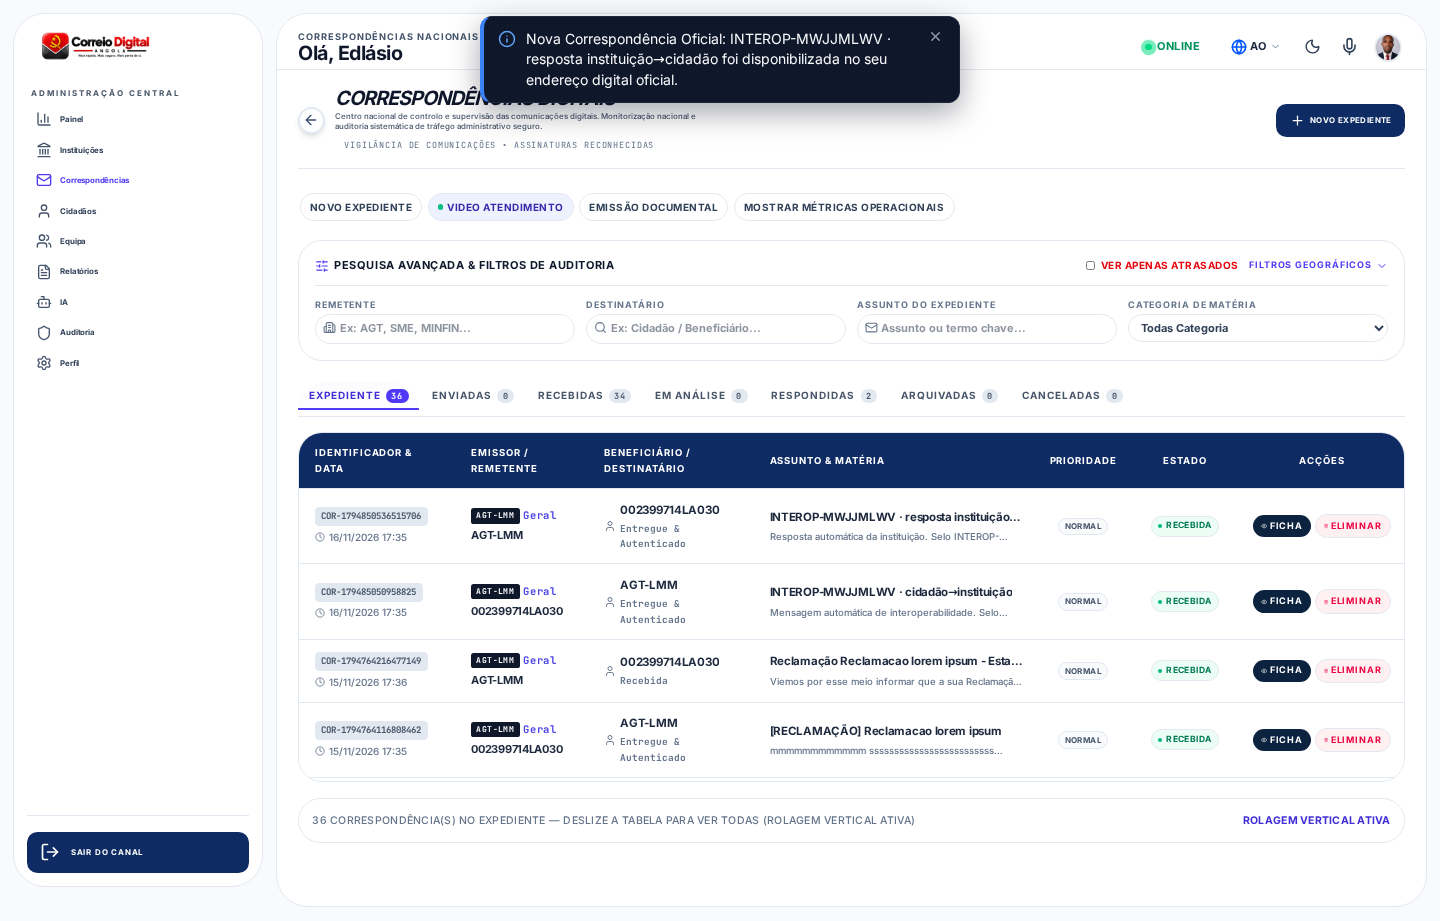 Correio Digital
ANGOLA
ADMINISTRAÇÃO CENTRAL
Painel
Instituições
Correspondências
Cidadãos
Equipa
Relatórios
IA
Auditoria
Perfil
SAIR DO CANAL
CORRESPONDÊNCIAS NACIONAIS
Olá, Edlásio
Nova Correspondência Oficial: INTEROP-MWJJMLWV ·
resposta instituição→cidadão foi disponibilizada no seu
endereço digital oficial.
ONLINE
AO
CORRESPONDÊNCIAS DIGITAIS
Centro nacional de controlo e supervisão das comunicações digitais. Monitorização nacional e
auditoria sistemática de tráfego administrativo seguro.
VIGILÂNCIA DE COMUNICAÇÕES • ASSINATURAS RECONHECIDAS
NOVO EXPEDIENTE
NOVO EXPEDIENTE
VIDEO ATENDIMENTO
EMISSÃO DOCUMENTAL
MOSTRAR MÉTRICAS OPERACIONAIS
PESQUISA AVANÇADA & FILTROS DE AUDITORIA
VER APENAS ATRASADOS
FILTROS GEOGRÁFICOS
REMETENTE
DESTINATÁRIO
ASSUNTO DO EXPEDIENTE
CATEGORIA DE MATÉRIA
Ex: AGT, SME, MINFIN...
Ex: Cidadão / Beneficiário...
Assunto ou termo chave...
Todas Categoria
EXPEDIENTE 36
ENVIADAS 0
RECEBIDAS 34
EM ANÁLISE 0
RESPONDIDAS 2
ARQUIVADAS 0
CANCELADAS 0
IDENTIFICADOR &
DATA
EMISSOR /
REMETENTE
BENEFICIÁRIO /
DESTINATÁRIO
ASSUNTO & MATÉRIA
PRIORIDADE
ESTADO
ACÇÕES
COR-1794850536515706
16/11/2026 17:35
AGT-LMM Geral
AGT-LMM
002399714LA030
Entregue &
Autenticado
INTEROP-MWJJMLWV · resposta instituição...
Resposta automática da instituição. Selo INTEROP-...
NORMAL
RECEBIDA
FICHA
ELIMINAR
COR-179485050958825
16/11/2026 17:35
AGT-LMM Geral
002399714LA030
AGT-LMM
Entregue &
Autenticado
INTEROP-MWJJMLWV · cidadão→instituição
Mensagem automática de interoperabilidade. Selo...
NORMAL
RECEBIDA
FICHA
ELIMINAR
COR-1794764216477149
15/11/2026 17:36
AGT-LMM Geral
AGT-LMM
002399714LA030
Recebida
Reclamação Reclamacao lorem ipsum - Esta...
Viemos por esse meio informar que a sua Reclamaçã...
NORMAL
RECEBIDA
FICHA
ELIMINAR
COR-1794764116808462
15/11/2026 17:35
AGT-LMM Geral
002399714LA030
AGT-LMM
Entregue &
Autenticado
[RECLAMAÇÃO] Reclamacao lorem ipsum
mmmmmmmmmmmm sssssssssssssssssssssssss...
NORMAL
RECEBIDA
FICHA
ELIMINAR
36 CORRESPONDÊNCIA(S) NO EXPEDIENTE — DESLIZE A TABELA PARA VER TODAS (ROLAGEM VERTICAL ATIVA)
ROLAGEM VERTICAL ATIVA